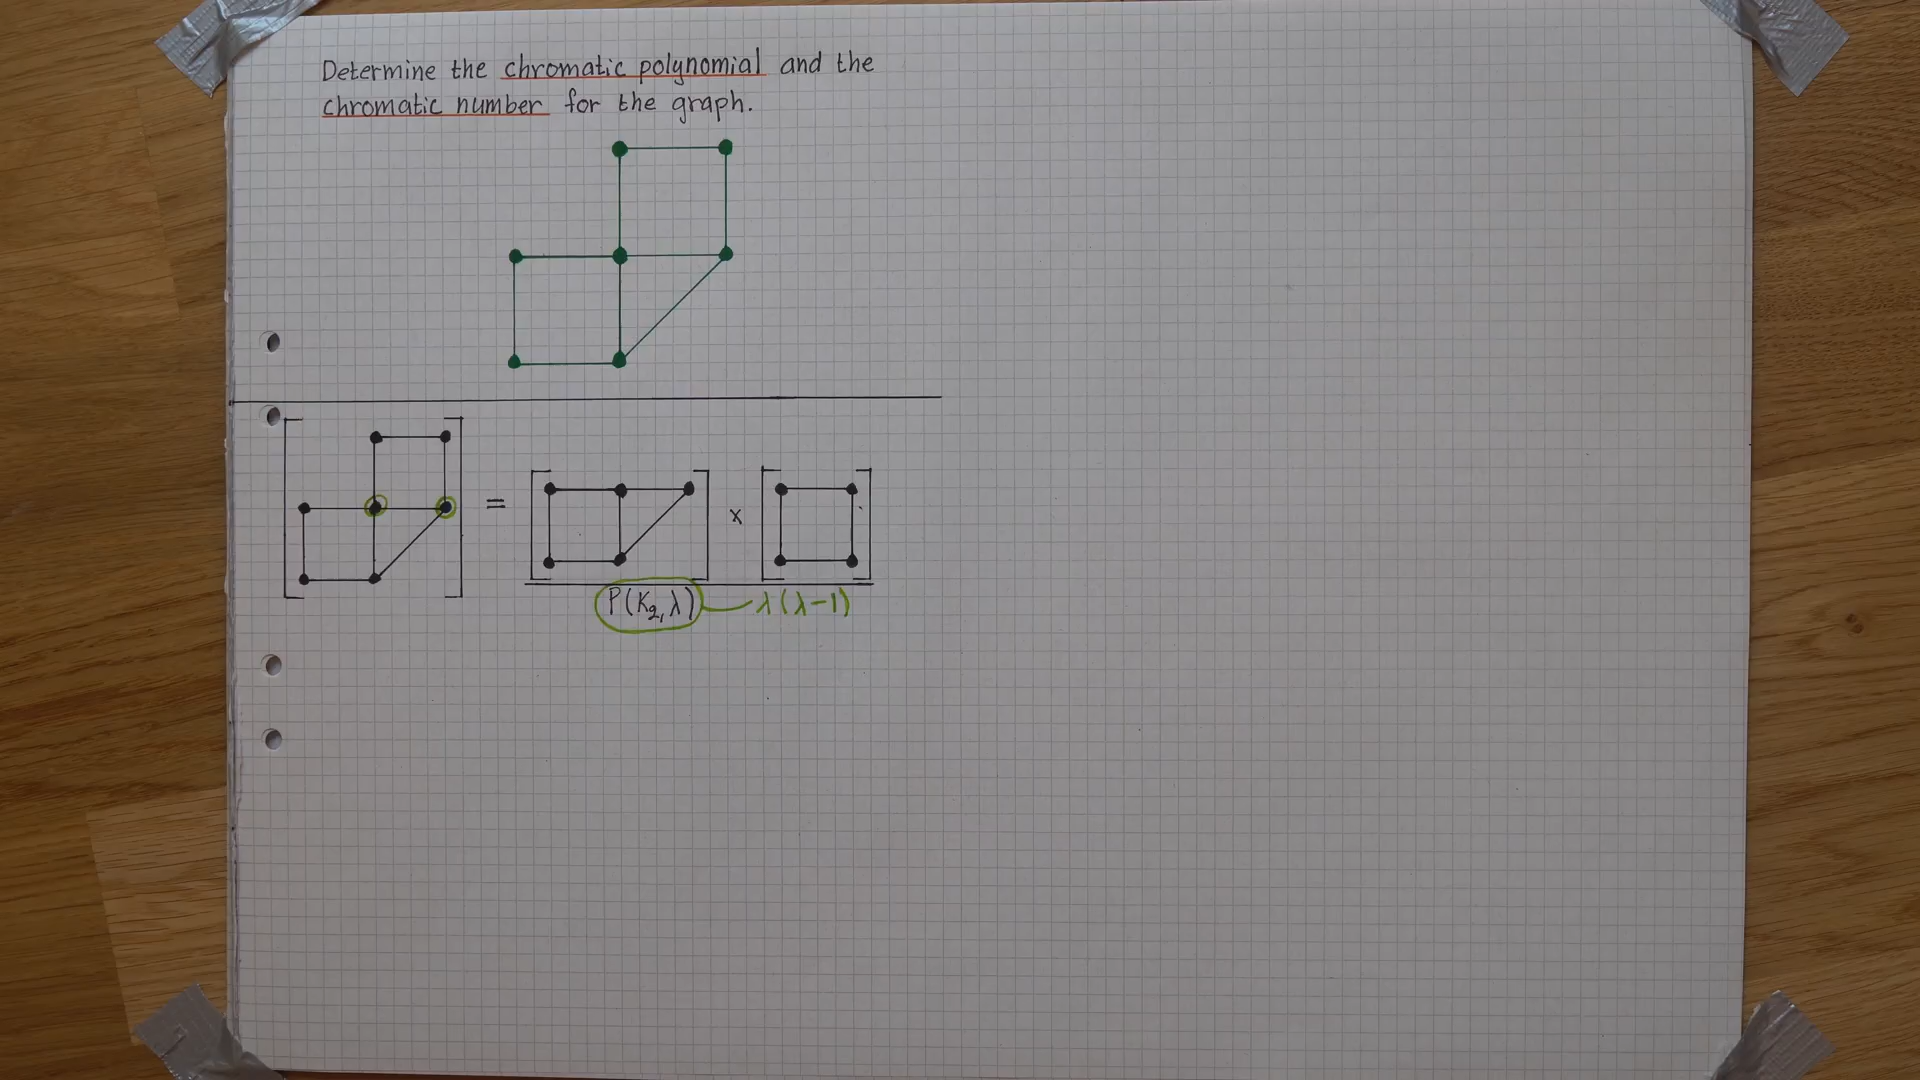 Determine the chromatic polynomial and the
chromatic number for the graph.
= ×
P(K₂,λ) λ(λ-1)